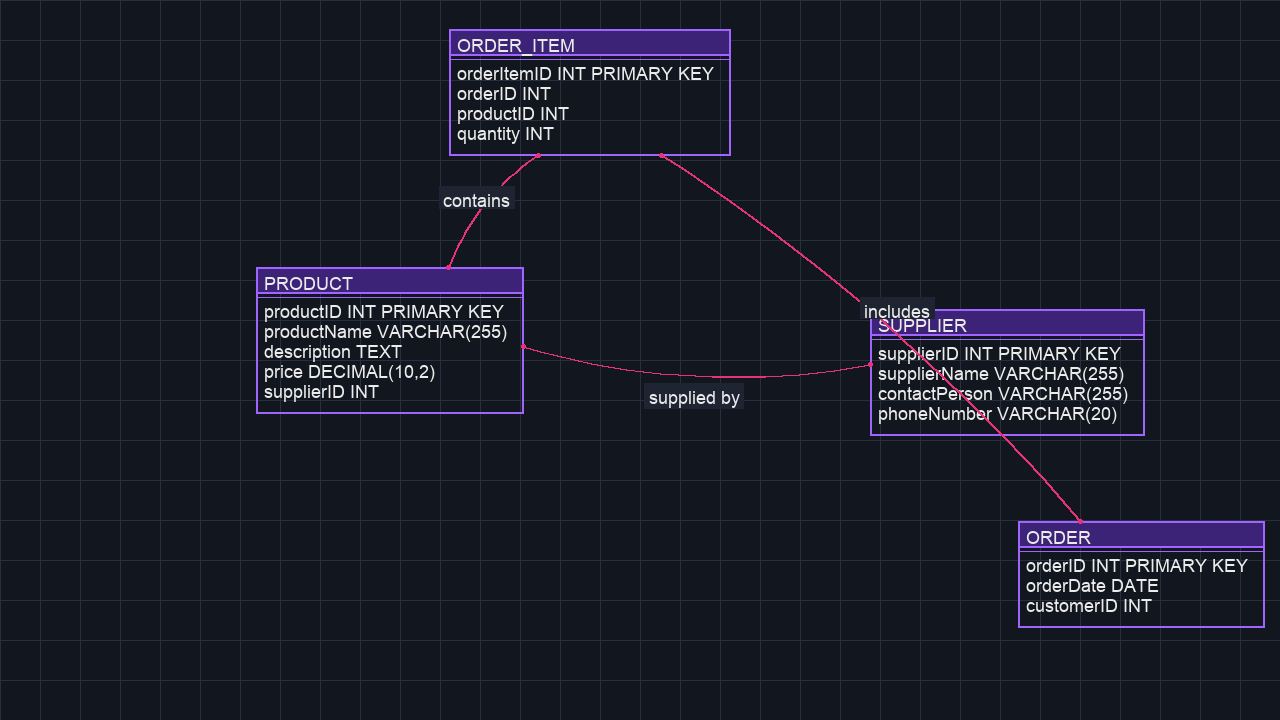 ORDER_ITEM
orderItemID INT PRIMARY KEY
orderID INT
productID INT
quantity INT
contains
PRODUCT
productID INT PRIMARY KEY
productName VARCHAR(255)
description TEXT
price DECIMAL(10,2)
supplierID INT
supplied by
includes
SUPPLIER
supplierID INT PRIMARY KEY
supplierName VARCHAR(255)
contactPerson VARCHAR(255)
phoneNumber VARCHAR(20)
ORDER
orderID INT PRIMARY KEY
orderDate DATE
customerID INT